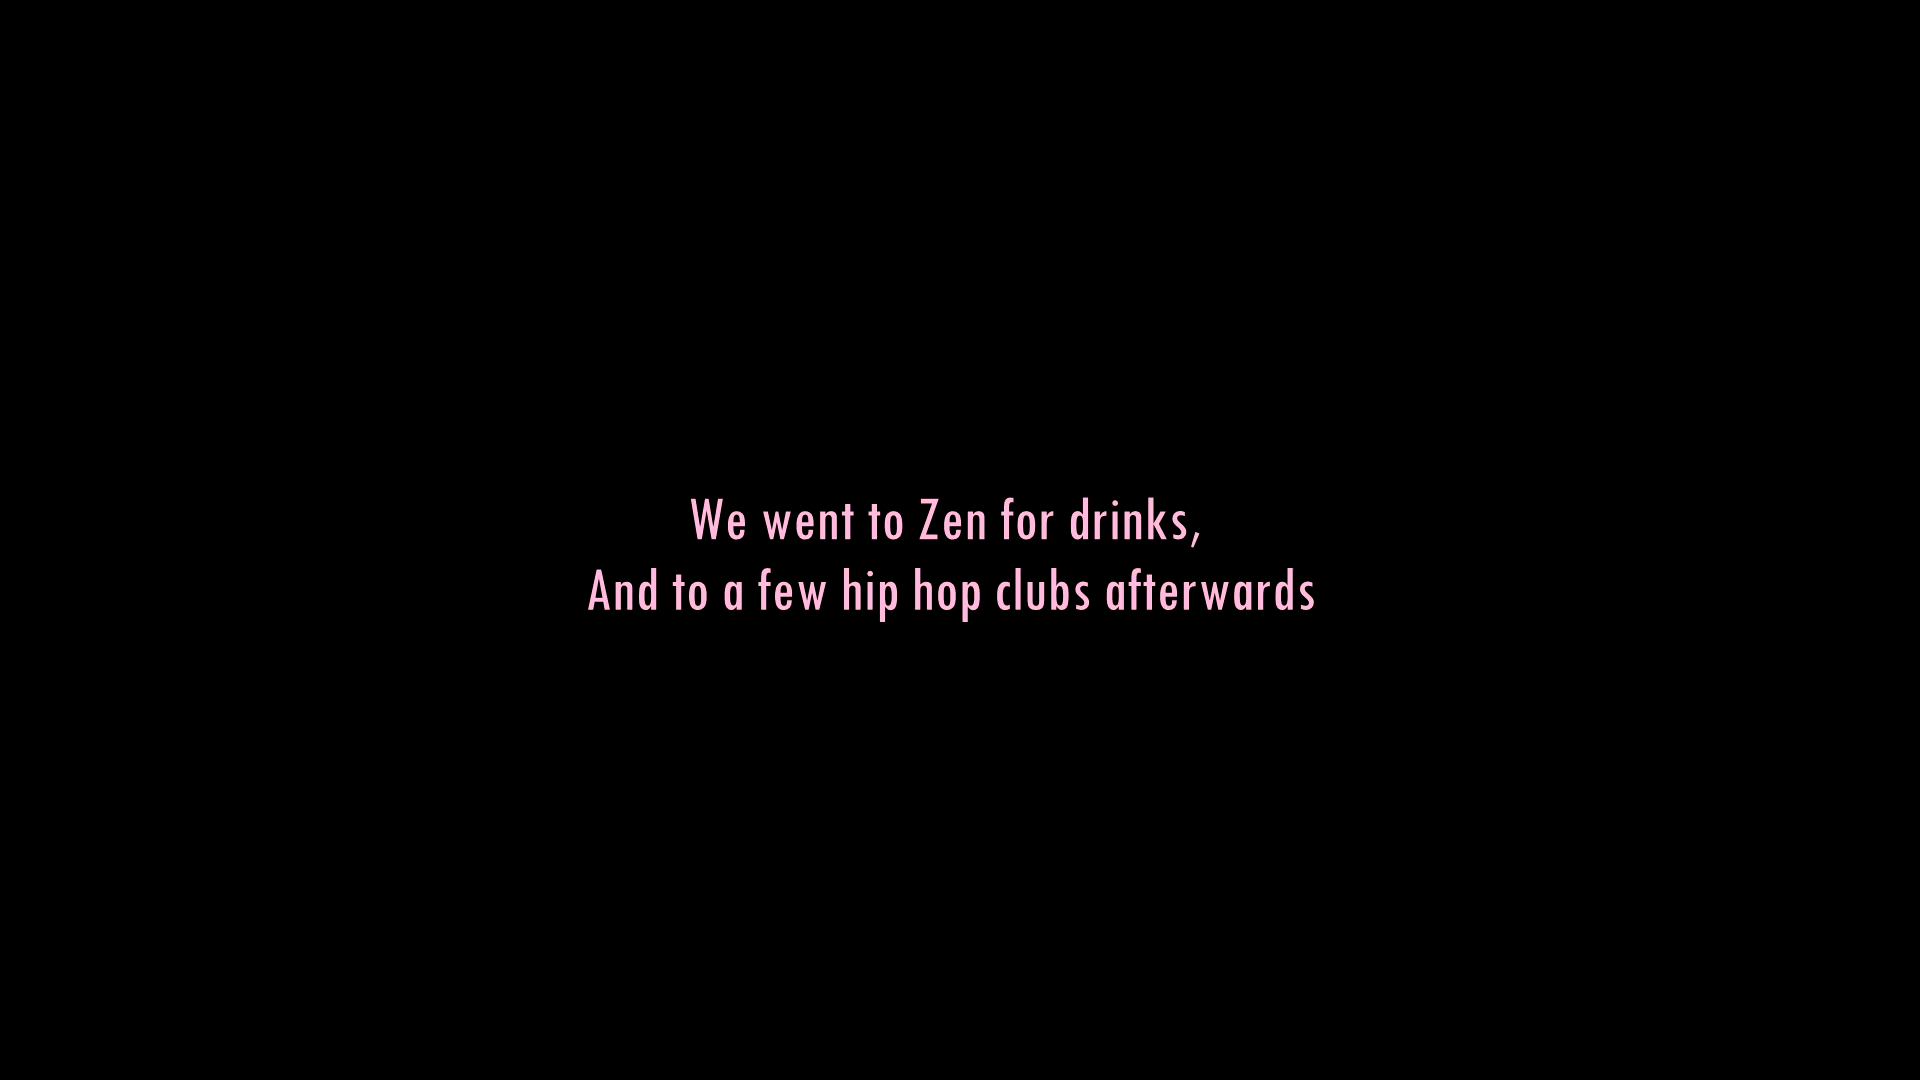 We went to Zen for drinks,
And to a few hip hop clubs afterwards